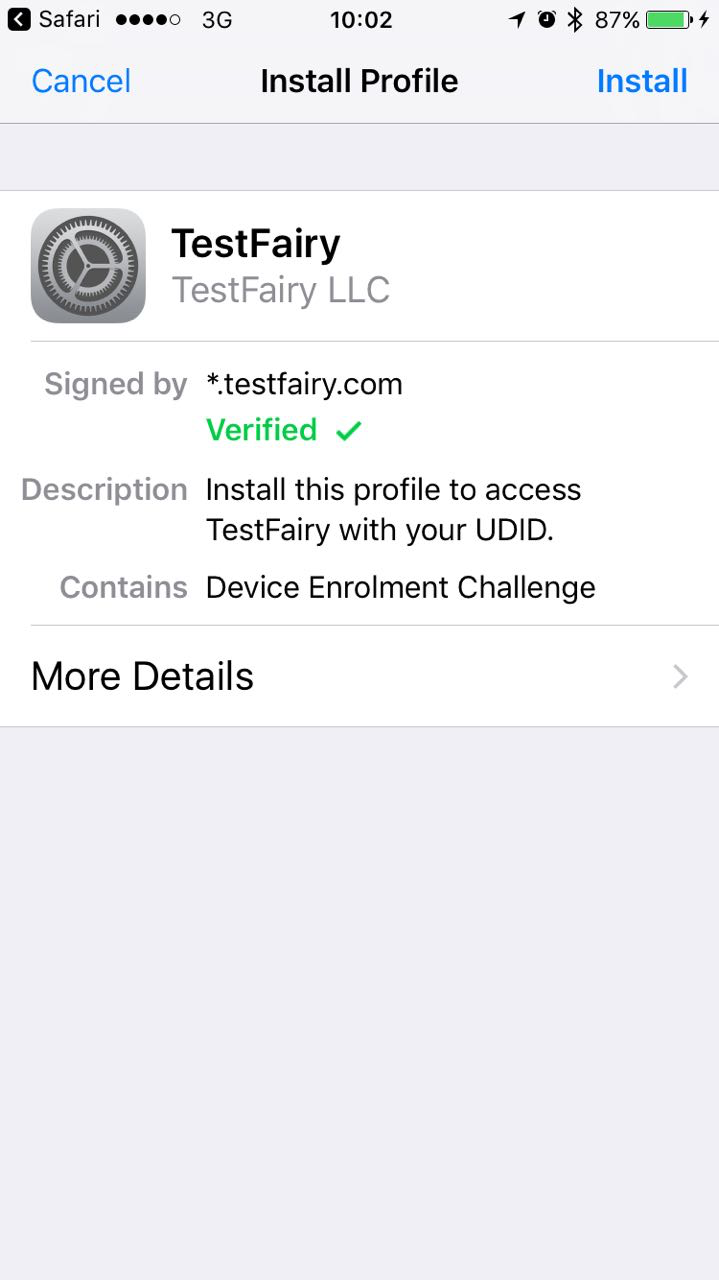 Safari 3G 10:02 87%
Cancel Install Profile Install
TestFairy
TestFairy LLC
Signed by *.testfairy.com
Verified
Description Install this profile to access
TestFairy with your UDID.
Contains Device Enrolment Challenge
More Details